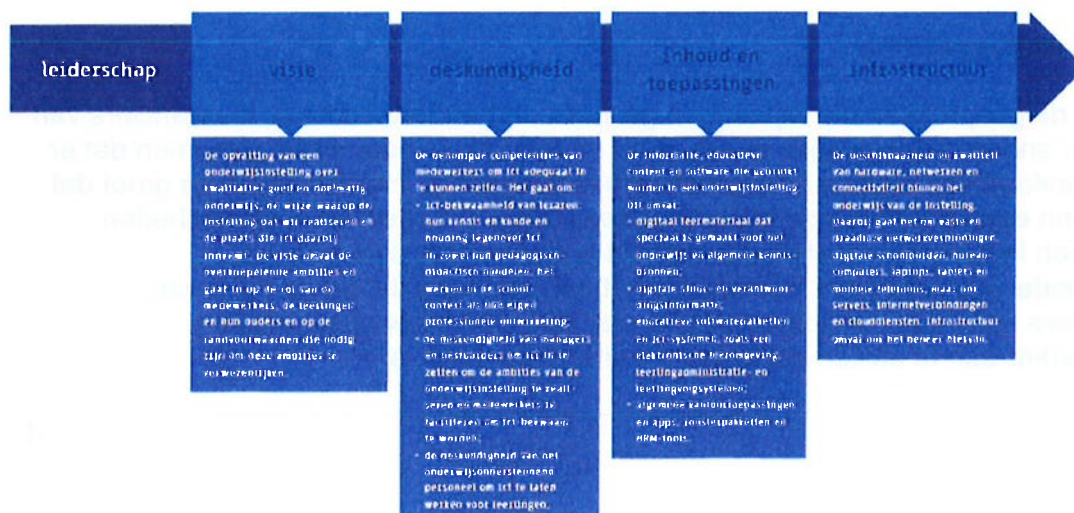 leiderschap
visie
deskundigheid
inhoud en
toepassingen
infrastructuur
De opvatting van een
onderwijsinstelling over
kwalitatief goed en doelmatig
onderwijs, de wijze waarop de
instelling dat wil realiseren en
de plaats die ict daarbij
inneemt. De visie omvat de
overkoepelende ambities en
gaat in op de rol van de
medewerkers, de leerlingen
en hun ouders en op de
randvoorwaarden die nodig
zijn om deze ambities te
verwezenlijken.
De benodigde competenties van
medewerkers om ict adequaat in
te kunnen zetten. Het gaat om:
- ict-bekwaamheid van leraren:
hun kennis en kunde en
houding tegenover ict
in zowel hun pedagogisch-
didactisch handelen, het
werken in de school-
context als hun eigen
professionele ontwikkeling;
- de deskundigheid van managers
en bestuurders om ict in te
zetten om de ambities van de
onderwijsinstelling te reali-
seren en medewerkers te
faciliteren om ict-bekwaam
te worden;
- de deskundigheid van het
onderwijsondersteunend
personeel om ict te laten
werken voor leerlingen.
De informatie, educatieve
content en software die gebruikt
worden in een onderwijsinstelling.
Dit omvat:
- digitaal leermateriaal dat
speciaal is gemaakt voor het
onderwijs en algemene kennis-
bronnen;
- digitale stuur- en verantwoor-
dingsinformatie;
- educatieve softwarepakketten
en ict-systemen, zoals een
elektronische leeromgeving,
leerlingadministratie- en
leerlingvolgsystemen;
- algemene kantoortoepassingen
en apps, roosterpakketten en
HRM-tools.
De beschikbaarheid en kwaliteit
van hardware, netwerken en
connectiviteit binnen het
onderwijs van de instelling.
Daarbij gaat het om vaste en
draadloze netwerkverbindingen,
digitale schoolborden, bureau-
computers, laptops, tablets en
mobiele telefoons, maar ook
servers, internetverbindingen
en clouddiensten. Infrastructuur
omvat ook het beheer hiervan.